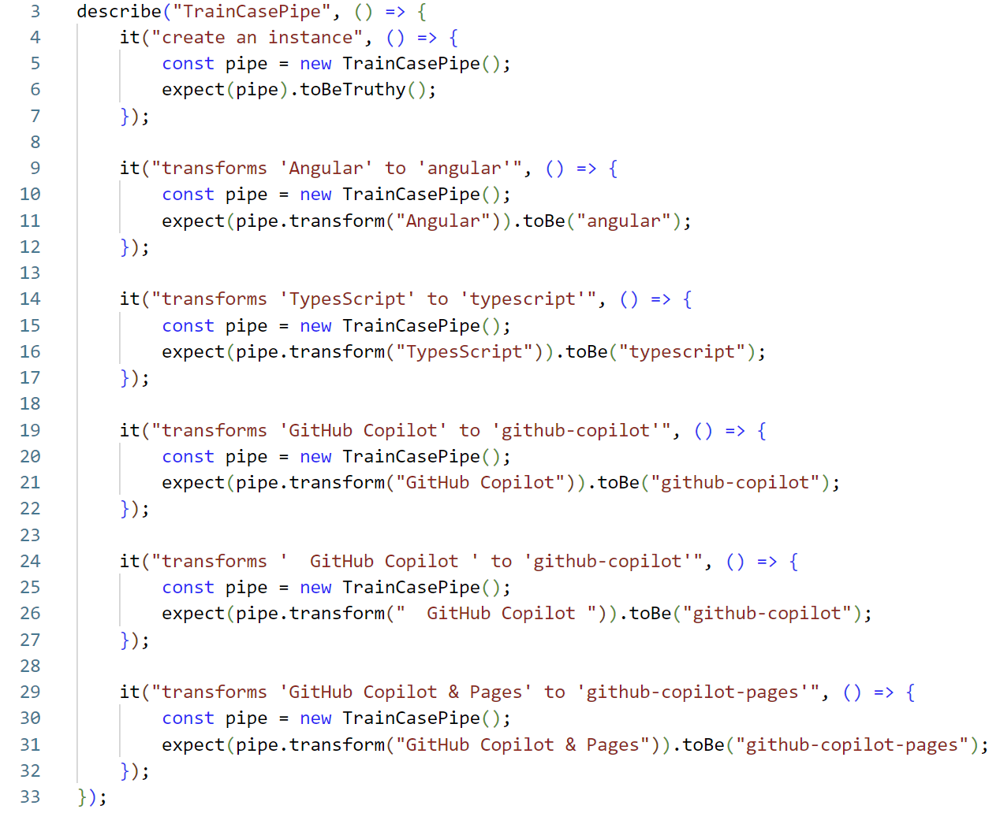 3 describe("TrainCasePipe", () => {
4 it("create an instance", () => {
5 const pipe = new TrainCasePipe();
6 expect(pipe).toBeTruthy();
7 });
8
9 it("transforms 'Angular' to 'angular'", () => {
10 const pipe = new TrainCasePipe();
11 expect(pipe.transform("Angular")).toBe("angular");
12 });
13
14 it("transforms 'TypesScript' to 'typescript'", () => {
15 const pipe = new TrainCasePipe();
16 expect(pipe.transform("TypesScript")).toBe("typescript");
17 });
18
19 it("transforms 'GitHub Copilot' to 'github-copilot'", () => {
20 const pipe = new TrainCasePipe();
21 expect(pipe.transform("GitHub Copilot")).toBe("github-copilot");
22 });
23
24 it("transforms '  GitHub Copilot ' to 'github-copilot'", () => {
25 const pipe = new TrainCasePipe();
26 expect(pipe.transform("  GitHub Copilot ")).toBe("github-copilot");
27 });
28
29 it("transforms 'GitHub Copilot & Pages' to 'github-copilot-pages'", () => {
30 const pipe = new TrainCasePipe();
31 expect(pipe.transform("GitHub Copilot & Pages")).toBe("github-copilot-pages");
32 });
33 });